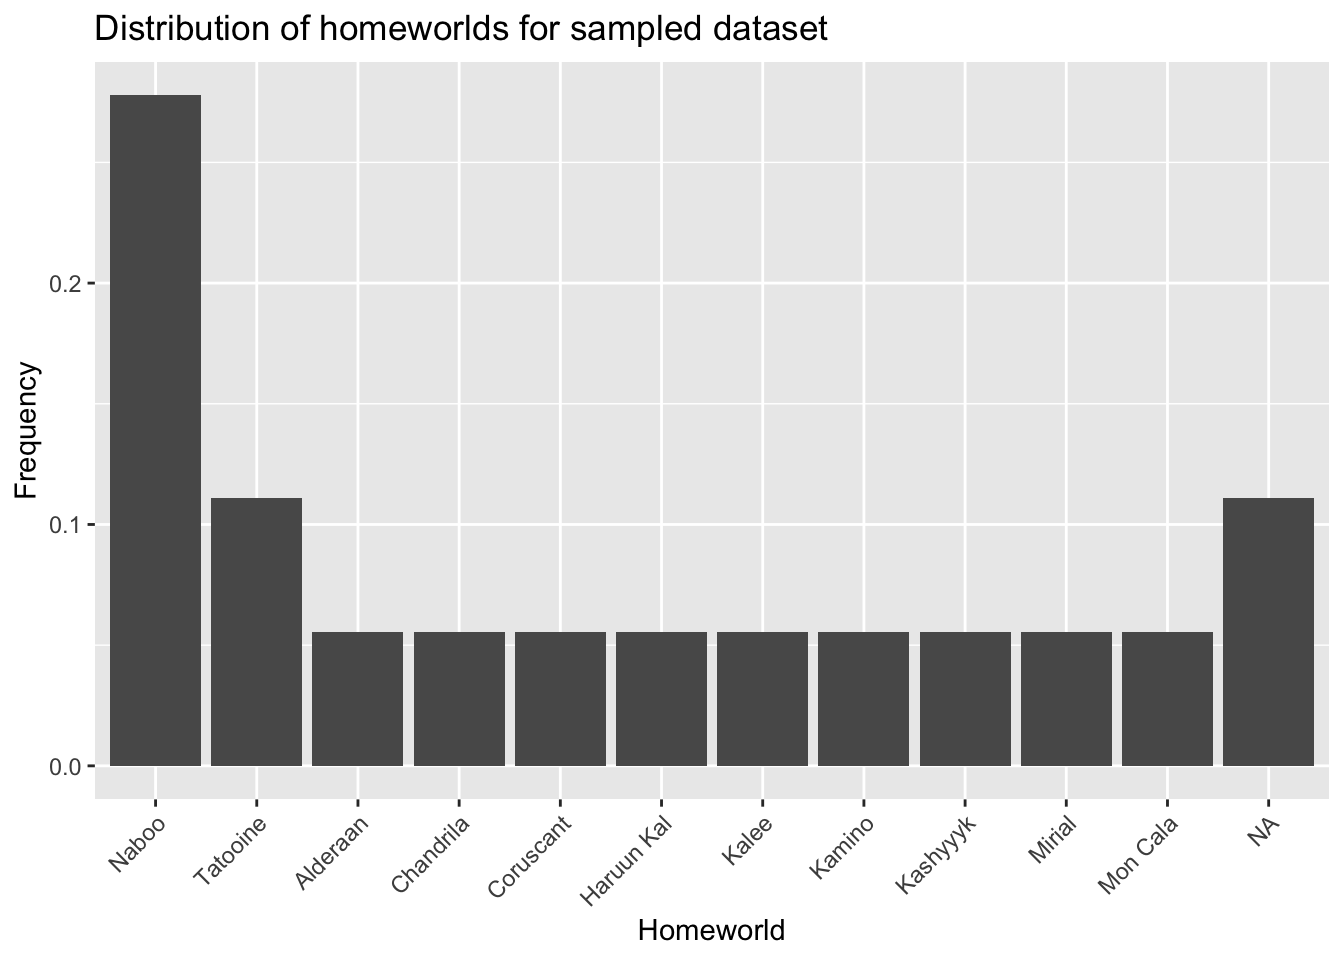 Distribution of homeworlds for sampled dataset
Frequency
0.2
0.1
0.0
Naboo
Tatooine
Alderaan
Chandrila
Coruscant
Haruun Kal
Kalee
Kamino
Kashyyyk
Mirial
Mon Cala
NA
Homeworld